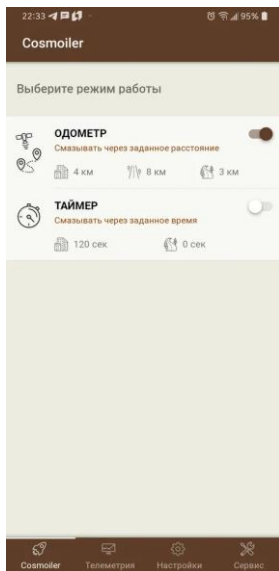 22:33 95%
Cosmoiler
Выберите режим работы
ОДОМЕТР
Смазывать через заданное расстояние
4 км 8 км 3 км
ТАЙМЕР
Смазывать через заданное время
120 сек 0 сек
Cosmoiler Телеметрия Настройки Сервис